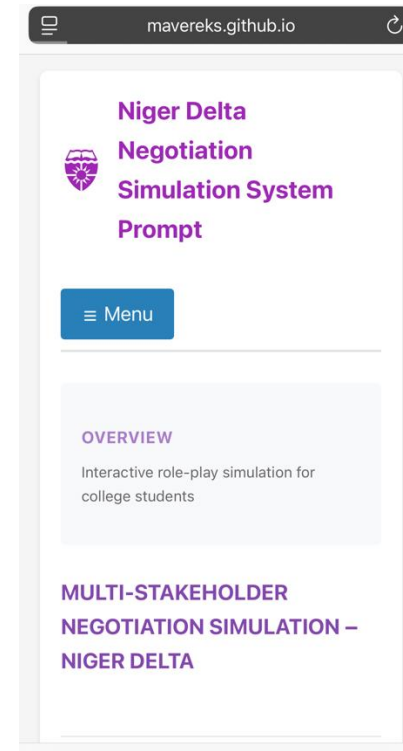 mavereks.github.io
Niger Delta
Negotiation
Simulation System
Prompt
≡ Menu
OVERVIEW
Interactive role-play simulation for
college students
MULTI-STAKEHOLDER
NEGOTIATION SIMULATION –
NIGER DELTA